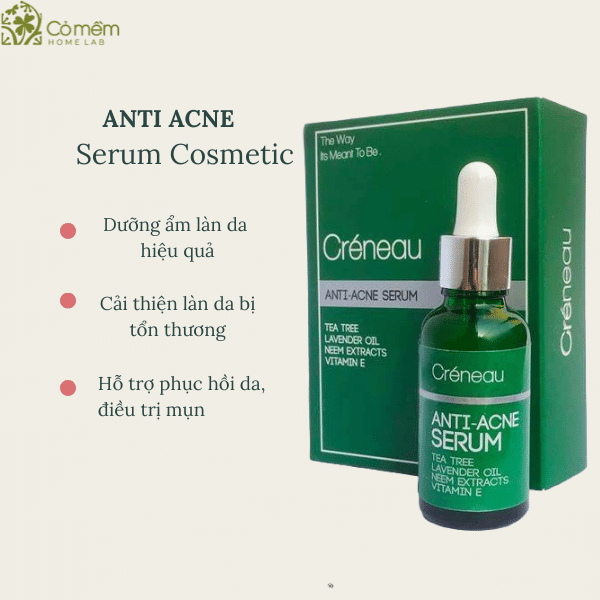 Cỏ mềm
HOME LAB
ANTI ACNE
Serum Cosmetic
Dưỡng ẩm làn da
hiệu quả
Cải thiện làn da bị
tổn thương
Hỗ trợ phục hồi da,
điều trị mụn
The Way
Its Meant To Be .
Créneau
ANTI-ACNE SERUM
TEA TREE
LAVENDER OIL
NEEM EXTRACTS
VITAMIN E
Créneau
Créneau
ANTI-ACNE
SERUM
TEA TREE
LAVENDER OIL
NEEM EXTRACTS
VITAMIN E